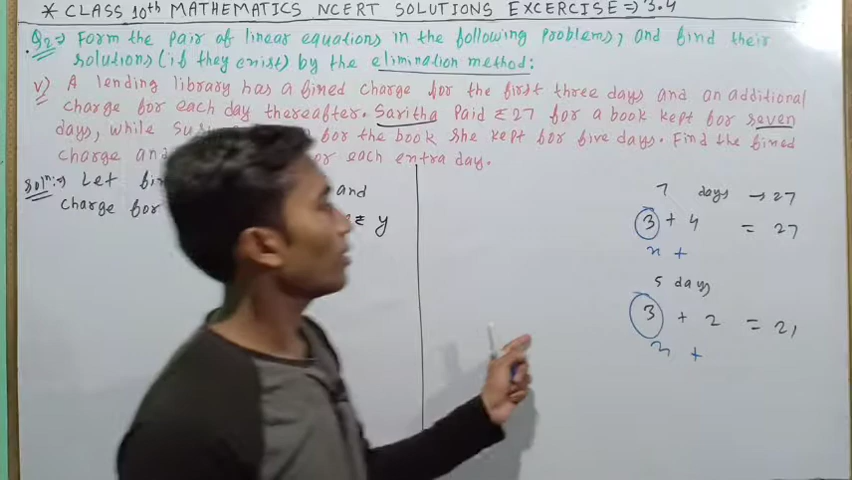 * CLASS 10th MATHEMATICS NCERT SOLUTIONS EXCERCISE ⇒ 3.4
Q2 ⇒ Form the pair of linear equations in the following problems, and find their
solutions (if they exist) by the elimination method:
v) A lending library has a fixed charge for the first three days and an additional
charge for each day thereafter. Saritha paid ₹27 for a book kept for seven
days, while for the book she kept for five days. Find the fixed
charge and or each extra day.
Solⁿ:⇒ Let and
charge for ₹ y
7 days → 27
3 + 4 = 27
x +
5 days
3 + 2 = 21
x +